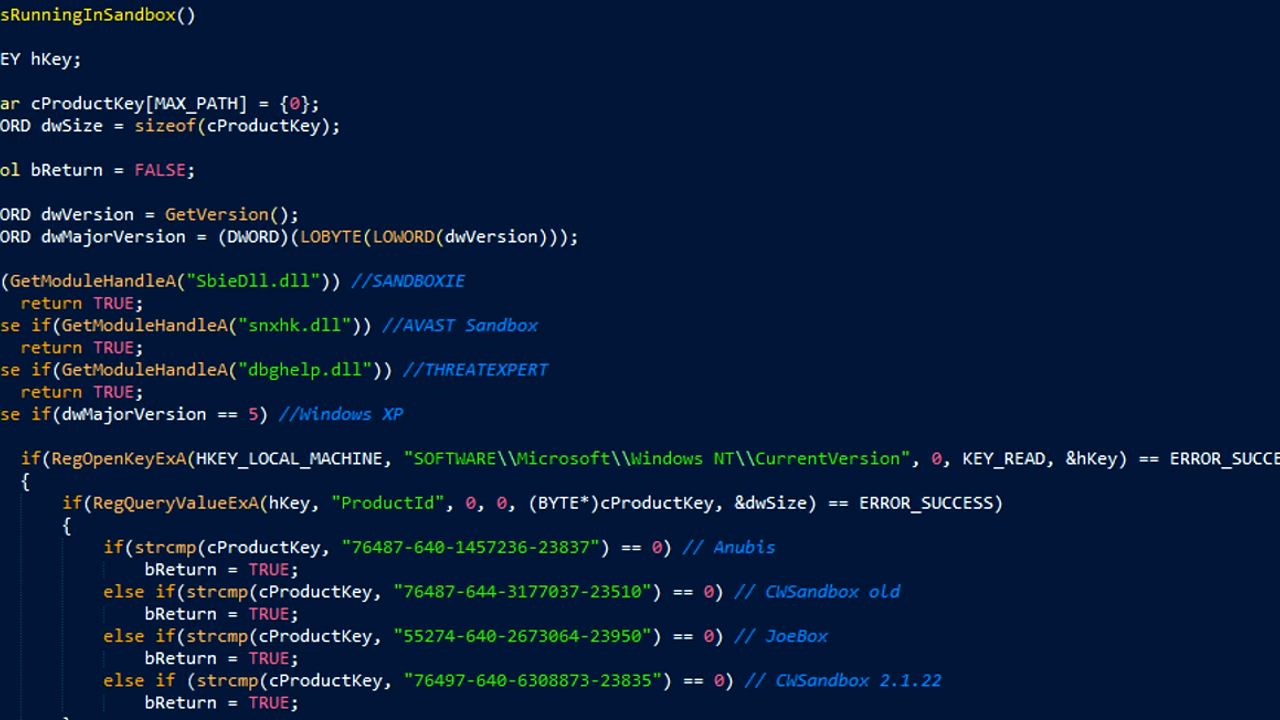 sRunningInSandbox()
EY hKey;
ar cProductKey[MAX_PATH] = {0};
ORD dwSize = sizeof(cProductKey);
ol bReturn = FALSE;
ORD dwVersion = GetVersion();
ORD dwMajorVersion = (DWORD)(LOBYTE(LOWORD(dwVersion)));
(GetModuleHandleA("SbieDll.dll")) //SANDBOXIE
return TRUE;
se if(GetModuleHandleA("snxhk.dll")) //AVAST Sandbox
return TRUE;
se if(GetModuleHandleA("dbghelp.dll")) //THREATEXPERT
return TRUE;
se if(dwMajorVersion == 5) //Windows XP
if(RegOpenKeyExA(HKEY_LOCAL_MACHINE, "SOFTWARE\\Microsoft\\Windows NT\\CurrentVersion", 0, KEY_READ, &hKey) == ERROR_SUCCE
{
if(RegQueryValueExA(hKey, "ProductId", 0, 0, (BYTE*)cProductKey, &dwSize) == ERROR_SUCCESS)
{
if(strcmp(cProductKey, "76487-640-1457236-23837") == 0) // Anubis
bReturn = TRUE;
else if(strcmp(cProductKey, "76487-644-3177037-23510") == 0) // CWSandbox old
bReturn = TRUE;
else if(strcmp(cProductKey, "55274-640-2673064-23950") == 0) // JoeBox
bReturn = TRUE;
else if (strcmp(cProductKey, "76497-640-6308873-23835") == 0) // CWSandbox 2.1.22
bReturn = TRUE;